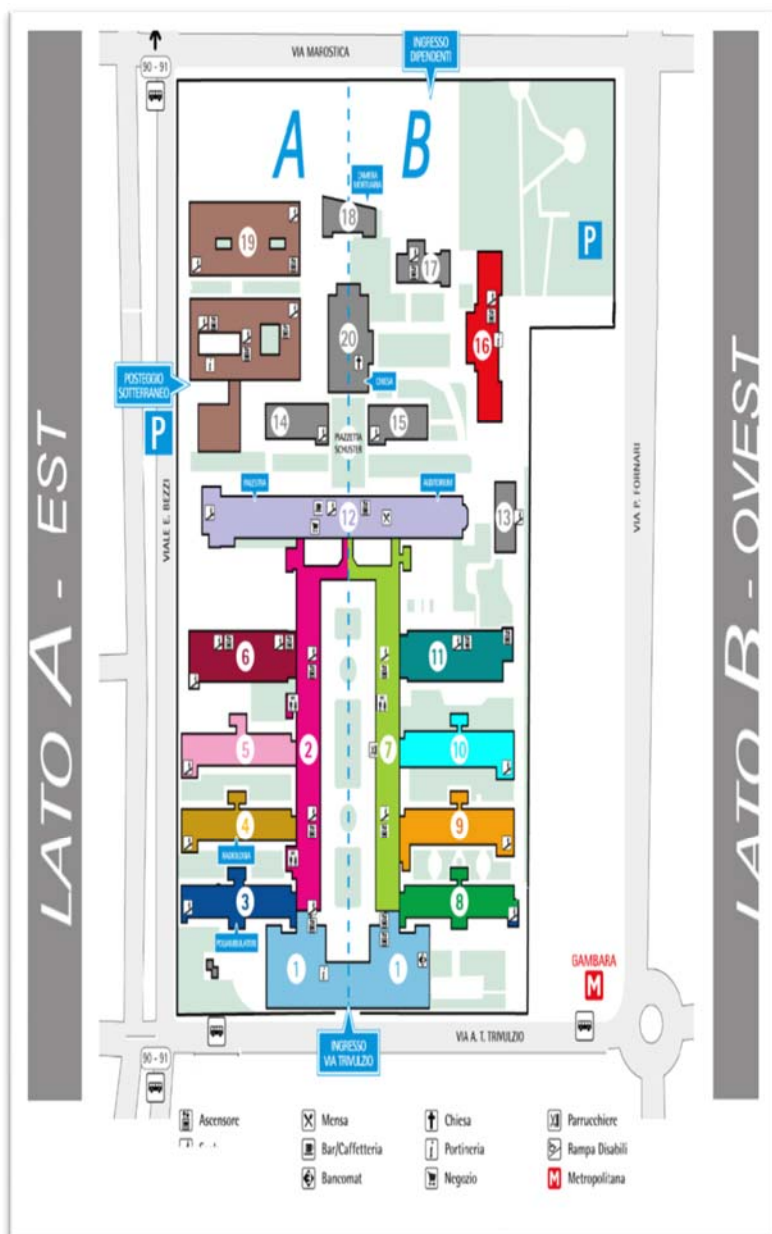 VIA MAROSTICA
INGRESSO
DIPENDENTI
90 - 91
A
B
CAMERA
MORTUARIA
18
19
17
P
20
16
CHIESA
POSTEGGIO
SOTTERRANEO
P
14
15
PIAZZETTA
SCHUSTER
PALESTRA
AUDITORIUM
12
13
VIALE E. BEZZI
VIA P. FORNARI
LATO A - EST
LATO B - OVEST
6
11
5
2
7
10
4
9
RADIOLOGIA
3
8
POLIAMBULATORI
1
1
GAMBARA
M
INGRESSO
VIA TRIVULZIO
VIA A. T. TRIVULZIO
90 - 91
Ascensore
Mensa
Chiesa
Parrucchiere
Bar/Caffetteria
Portineria
Rampa Disabili
Bancomat
Negozio
M Metropolitana